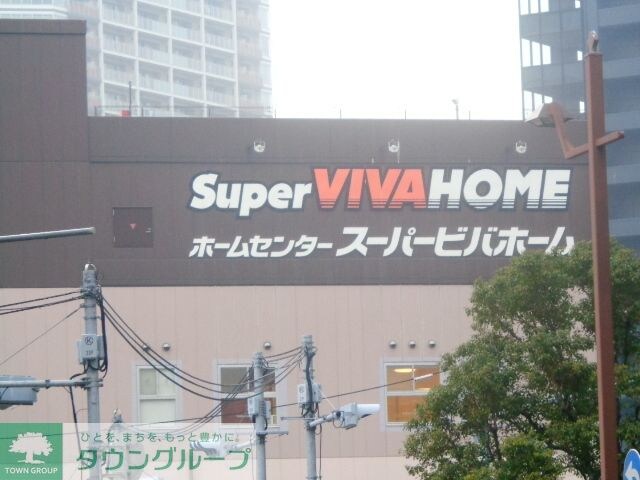 Super VIVAHOME
ホームセンター スーパービバホーム
ひとを、まちを、もっと豊かに。
タウングループ
TOWN GROUP